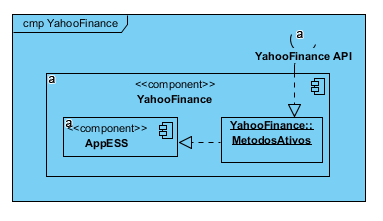 cmp YahooFinance
a
YahooFinance API
a
<<component>>
YahooFinance
a
<<component>>
AppESS
YahooFinance::
MetodosAtivos